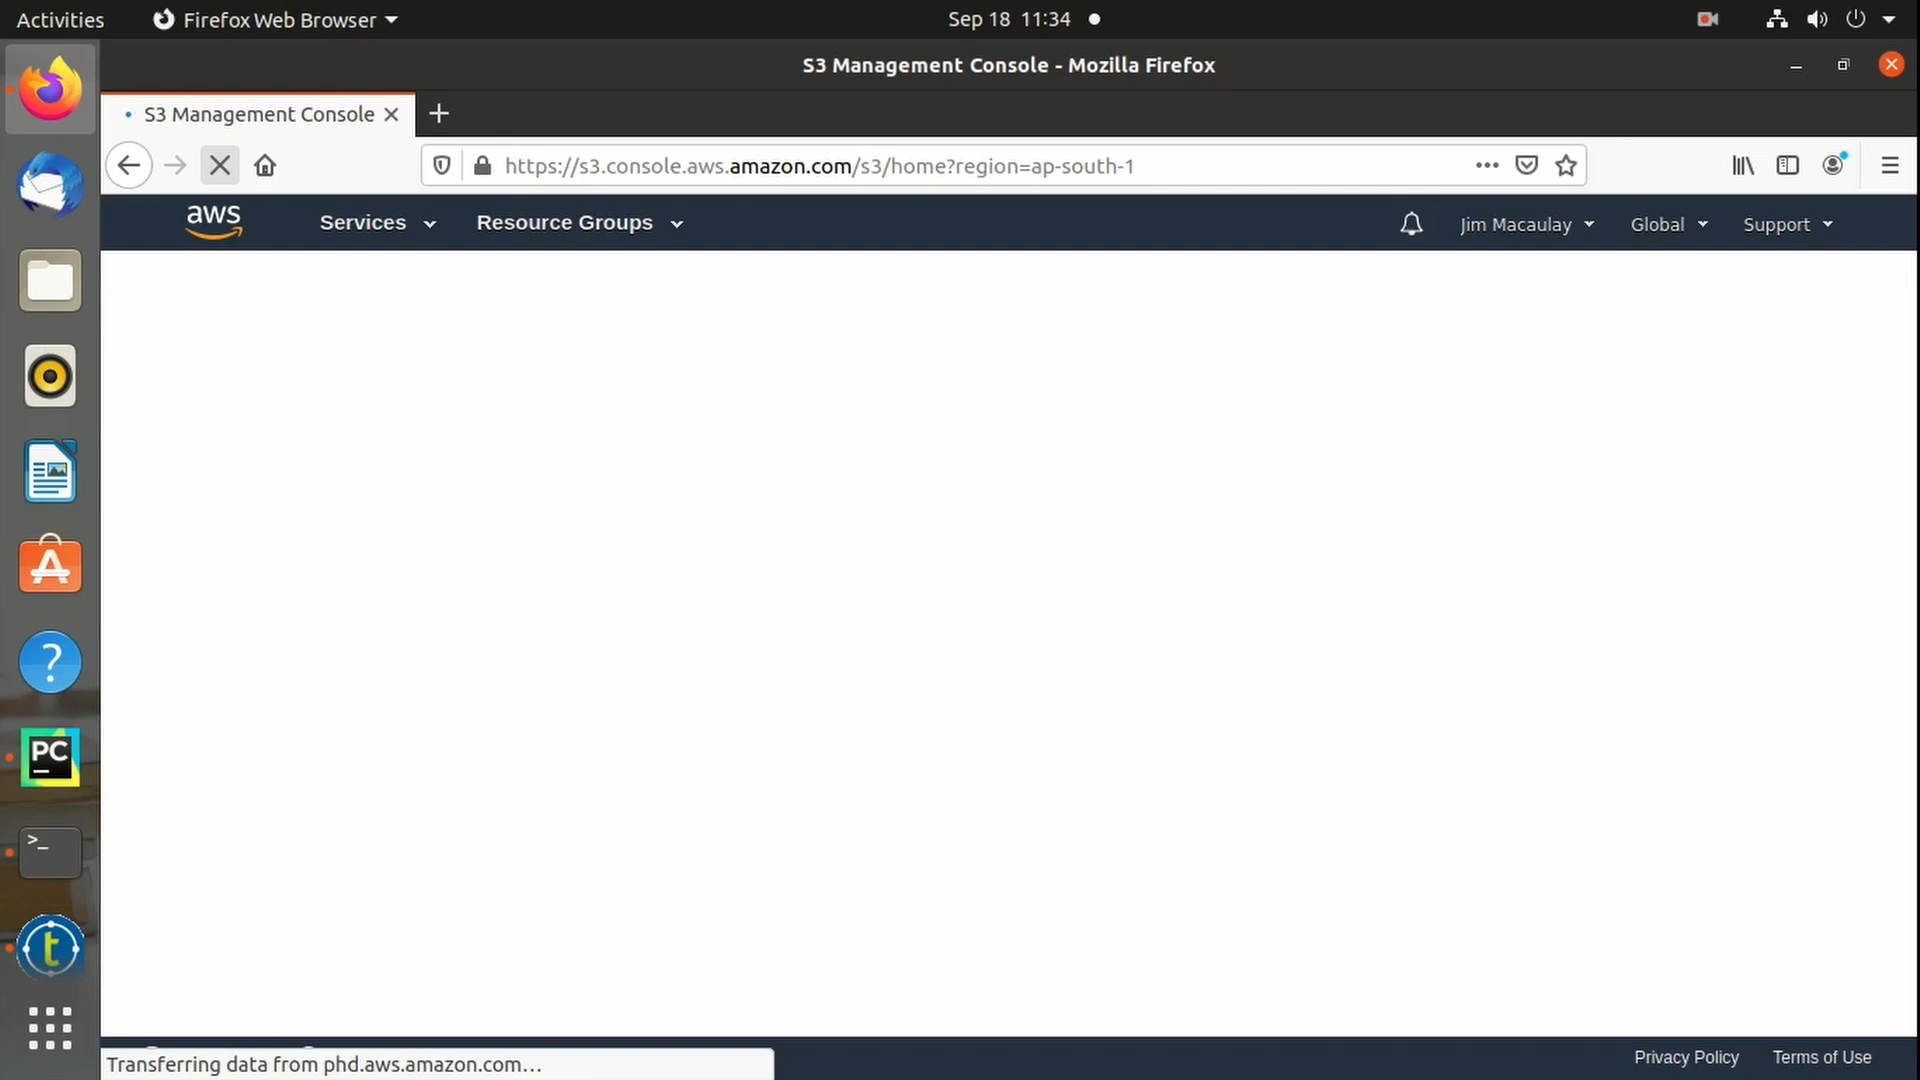 Activities
Firefox Web Browser
Sep 18 11:34
S3 Management Console - Mozilla Firefox
S3 Management Console
https://s3.console.aws.amazon.com/s3/home?region=ap-south-1
aws
Services
Resource Groups
Jim Macaulay
Global
Support
PC
>_
t
Transferring data from phd.aws.amazon.com…
Privacy Policy
Terms of Use